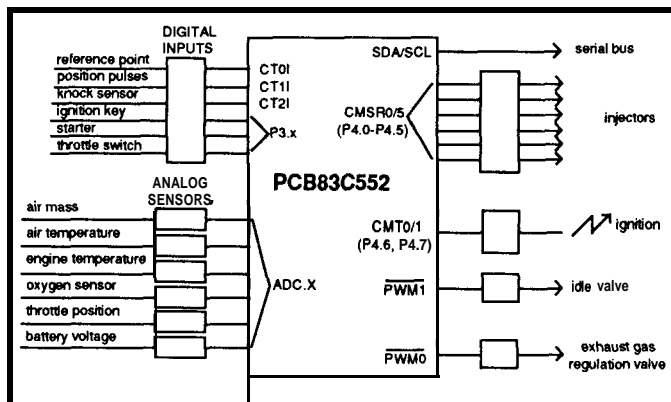 DIGITAL
INPUTS
reference point
position pulses
knock sensor
ignition key
starter
throttle switch
CT0I
CT1I
CT2I
P3.x
ANALOG
SENSORS
air mass
air temperature
engine temperature
oxygen sensor
throttle position
battery voltage
ADC.X
PCB83C552
SDA/SCL
serial bus
CMSR0/5
(P4.0-P4.5)
injectors
CMT0/1
(P4.6, P4.7)
ignition
PWM1
idle valve
PWM0
exhaust gas
regulation valve